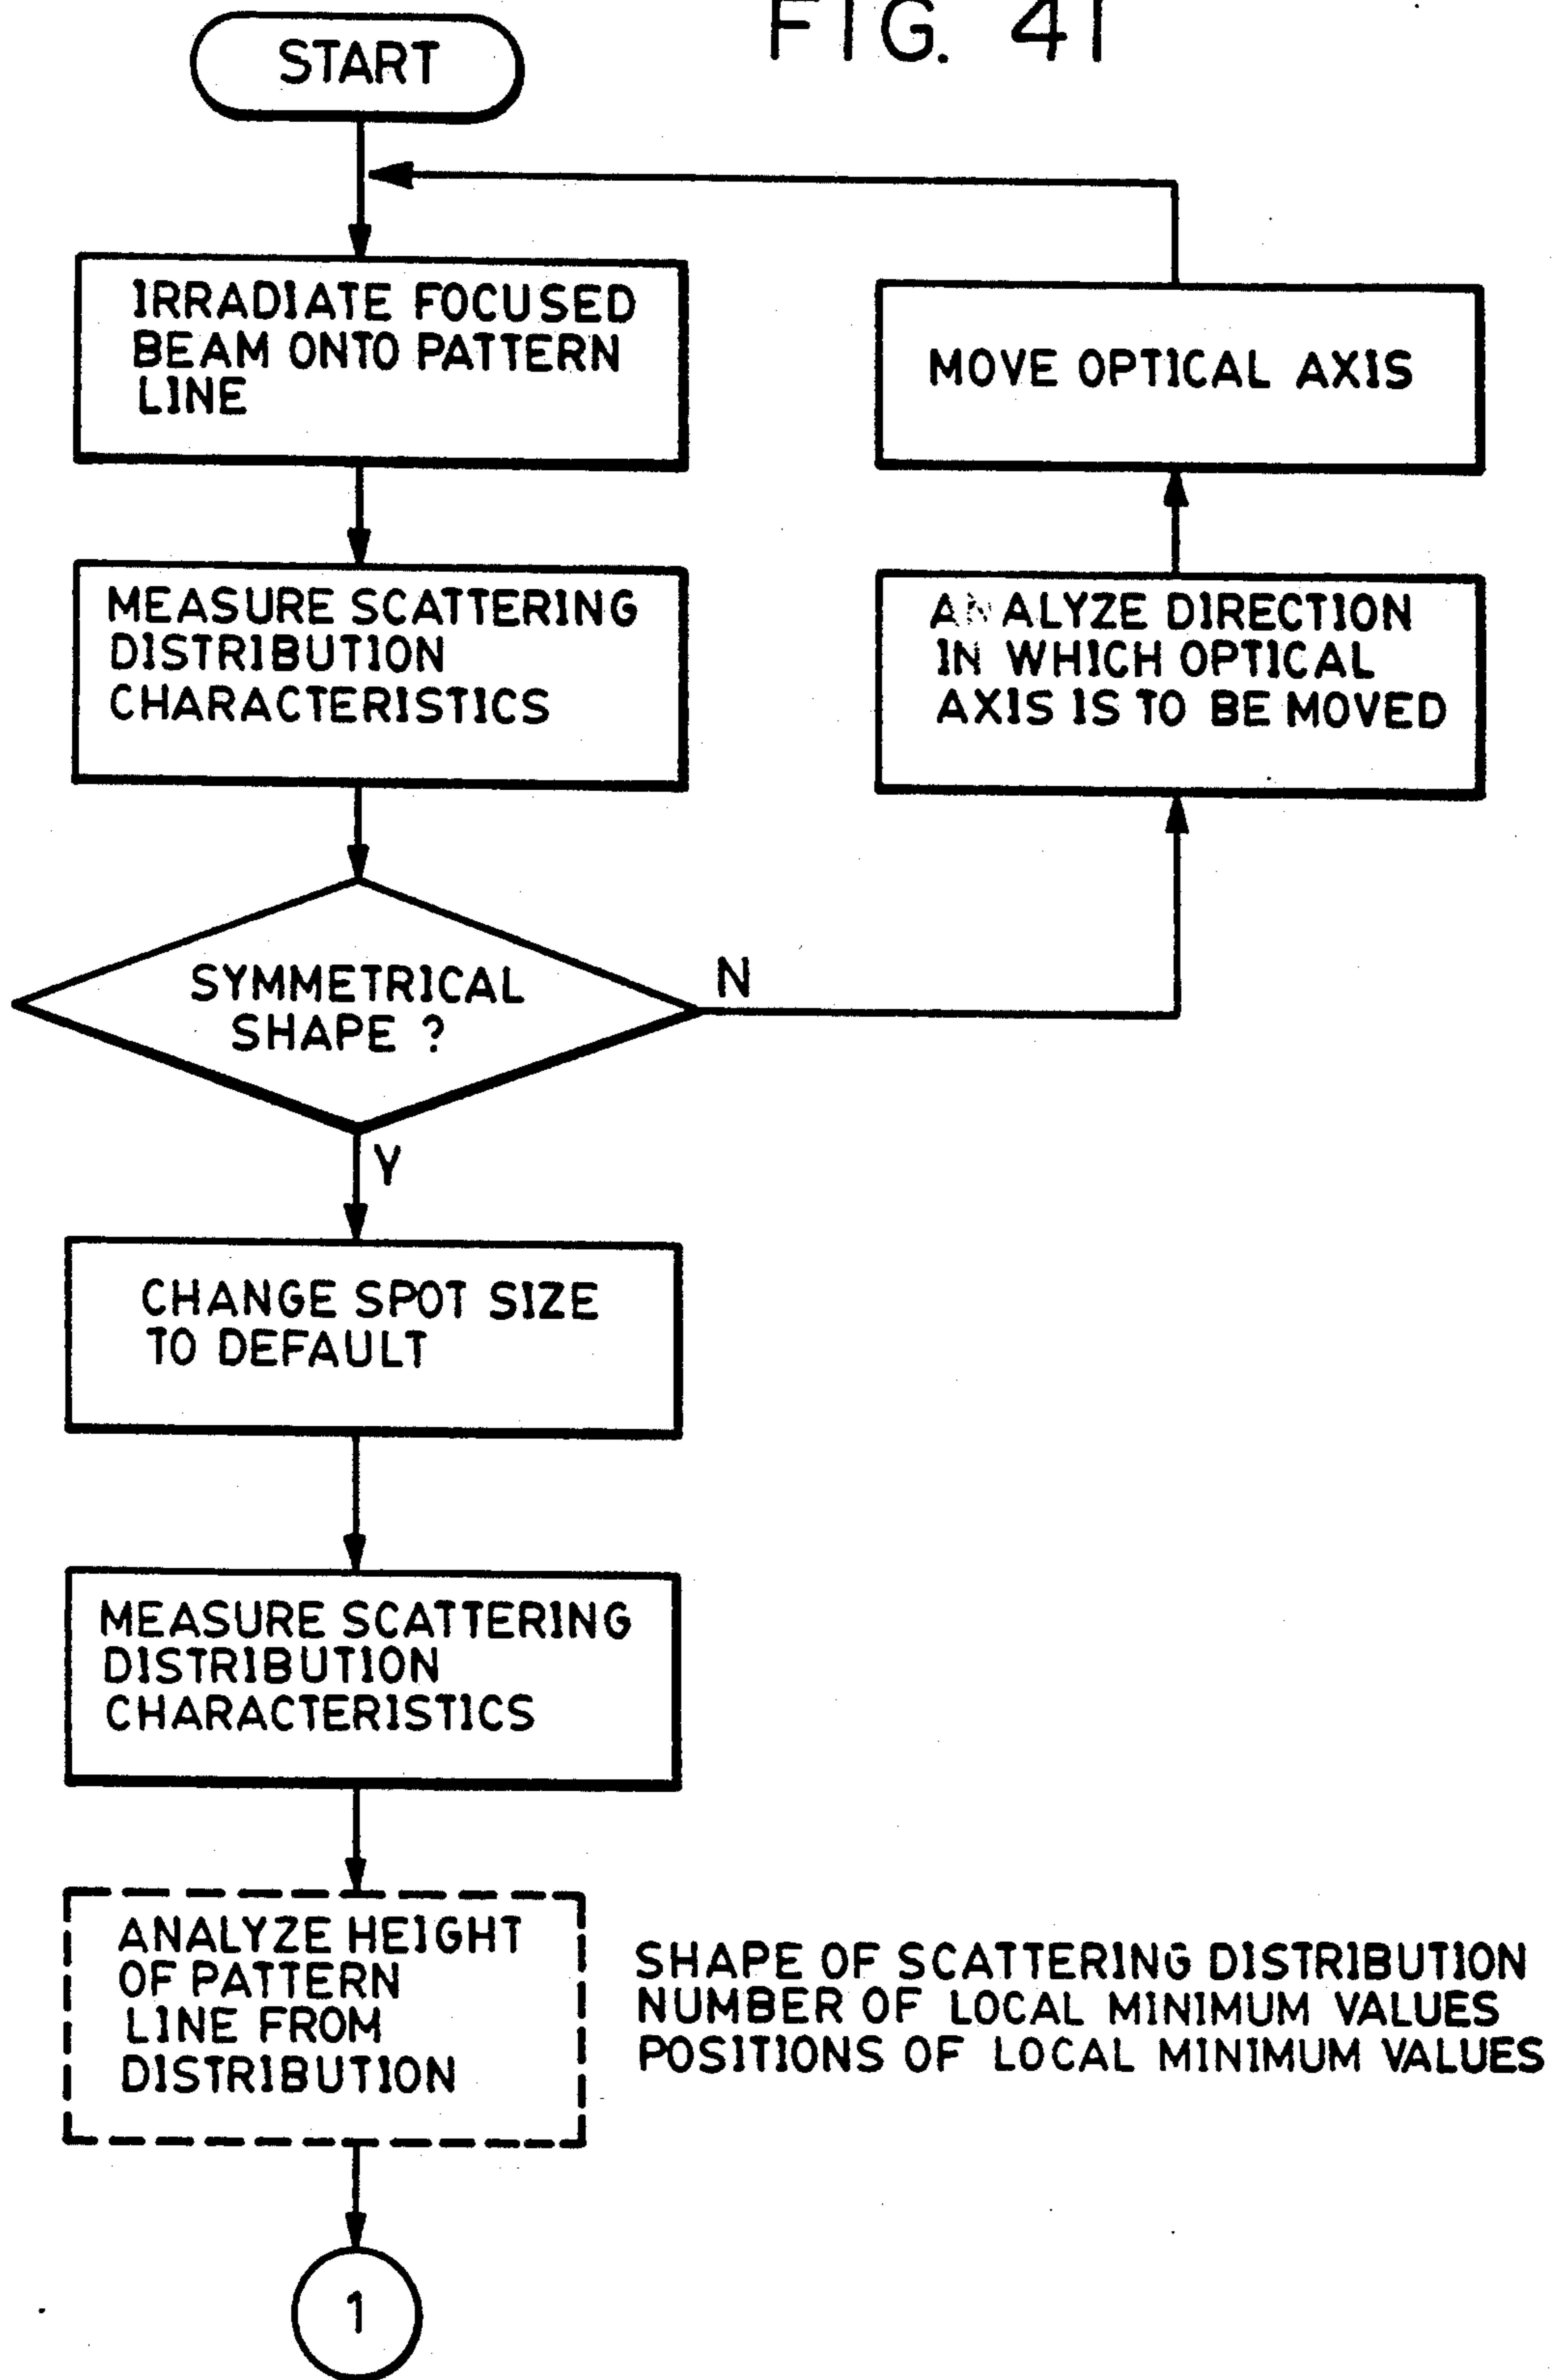 FIG. 41
START
IRRADIATE FOCUSED
BEAM ONTO PATTERN
LINE
MEASURE SCATTERING
DISTRIBUTION
CHARACTERISTICS
SYMMETRICAL
SHAPE ?
N
ANALYZE DIRECTION
IN WHICH OPTICAL
AXIS IS TO BE MOVED
MOVE OPTICAL AXIS
Y
CHANGE SPOT SIZE
TO DEFAULT
MEASURE SCATTERING
DISTRIBUTION
CHARACTERISTICS
ANALYZE HEIGHT
OF PATTERN
LINE FROM
DISTRIBUTION
SHAPE OF SCATTERING DISTRIBUTION
NUMBER OF LOCAL MINIMUM VALUES
POSITIONS OF LOCAL MINIMUM VALUES
1